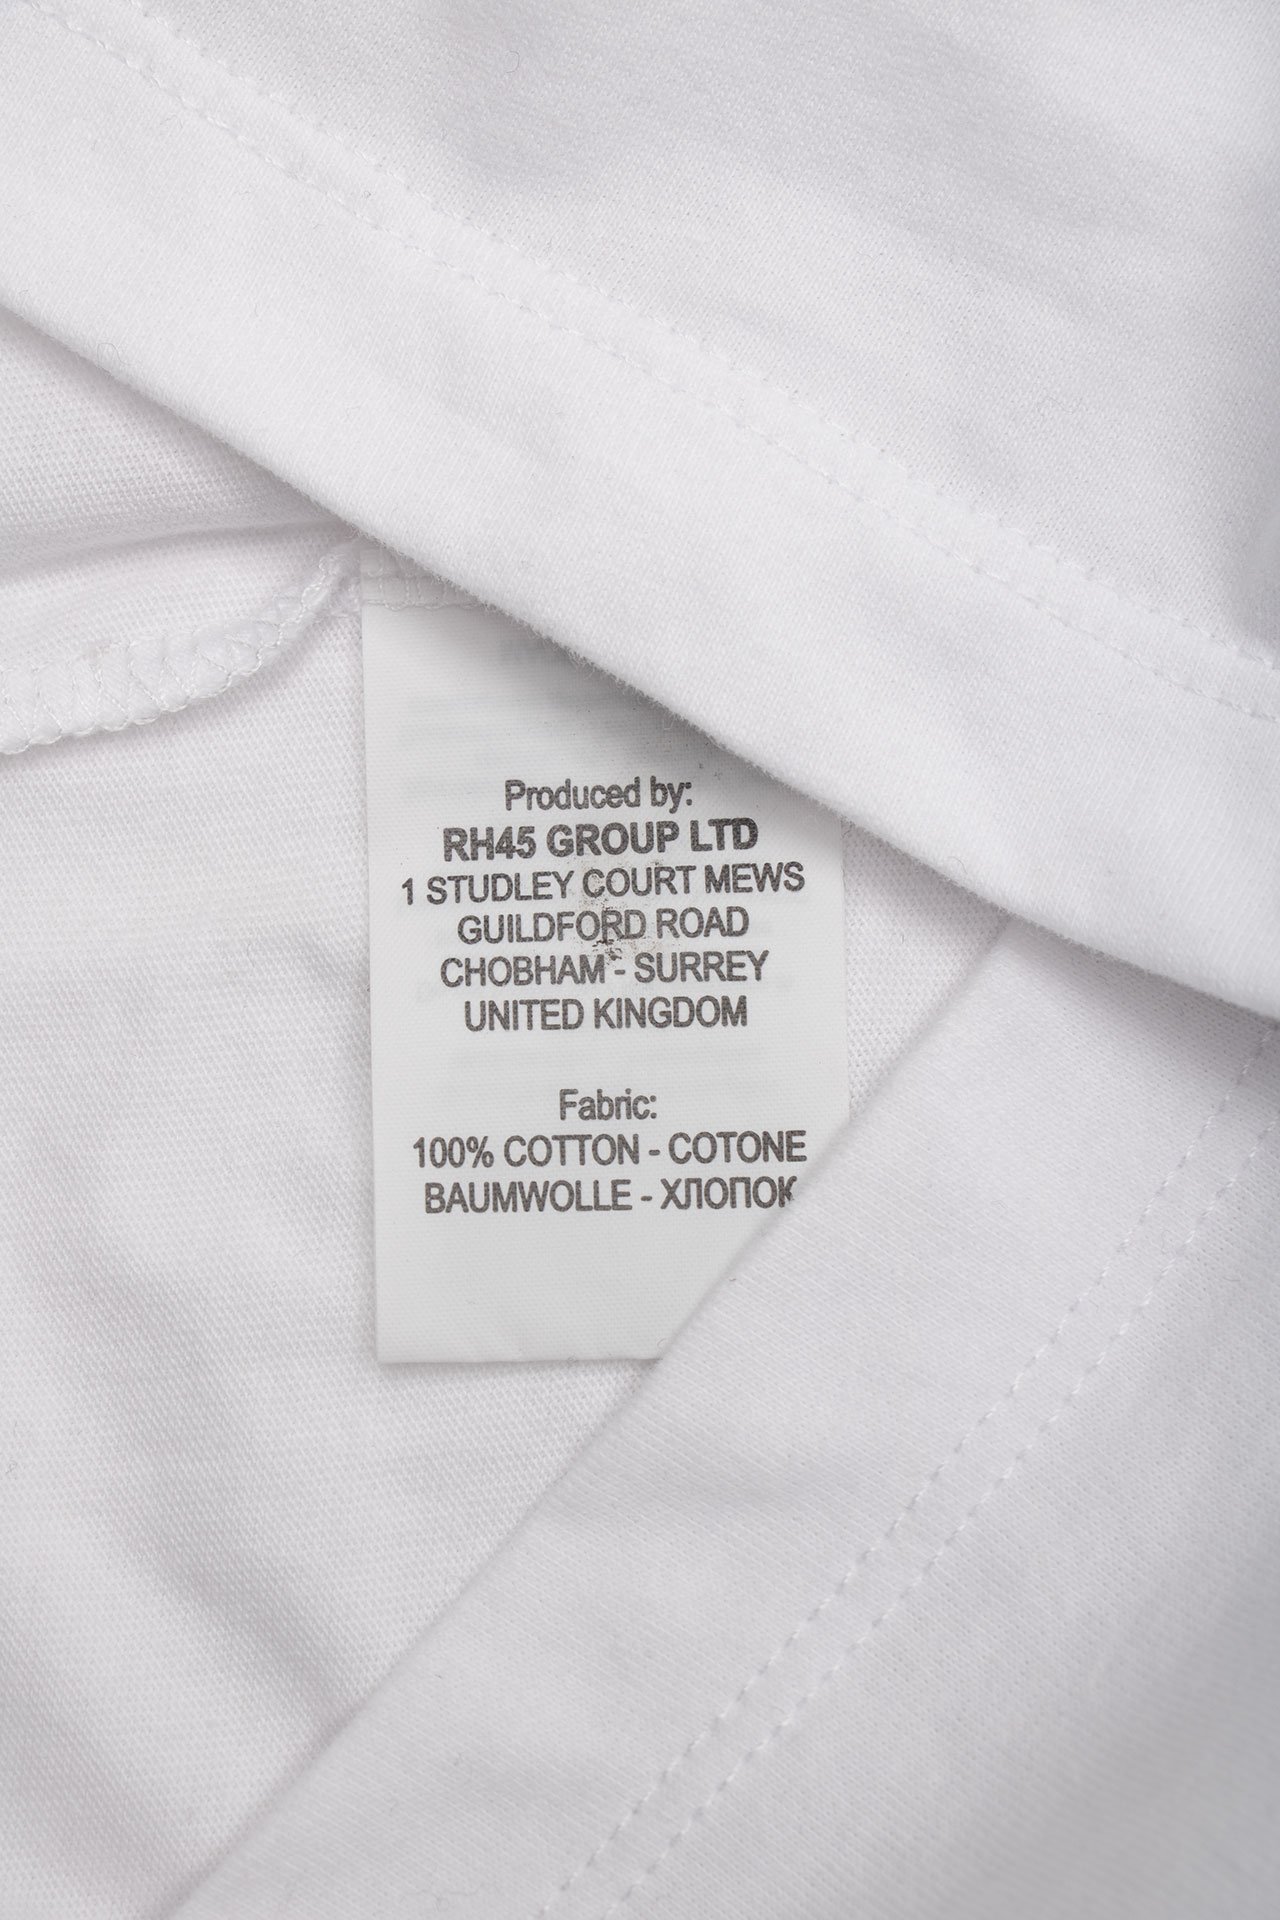 Produced by:
RH45 GROUP LTD
1 STUDLEY COURT MEWS
GUILDFORD ROAD
CHOBHAM - SURREY
UNITED KINGDOM
Fabric:
100% COTTON - COTONE
BAUMWOLLE - ХЛОПОК